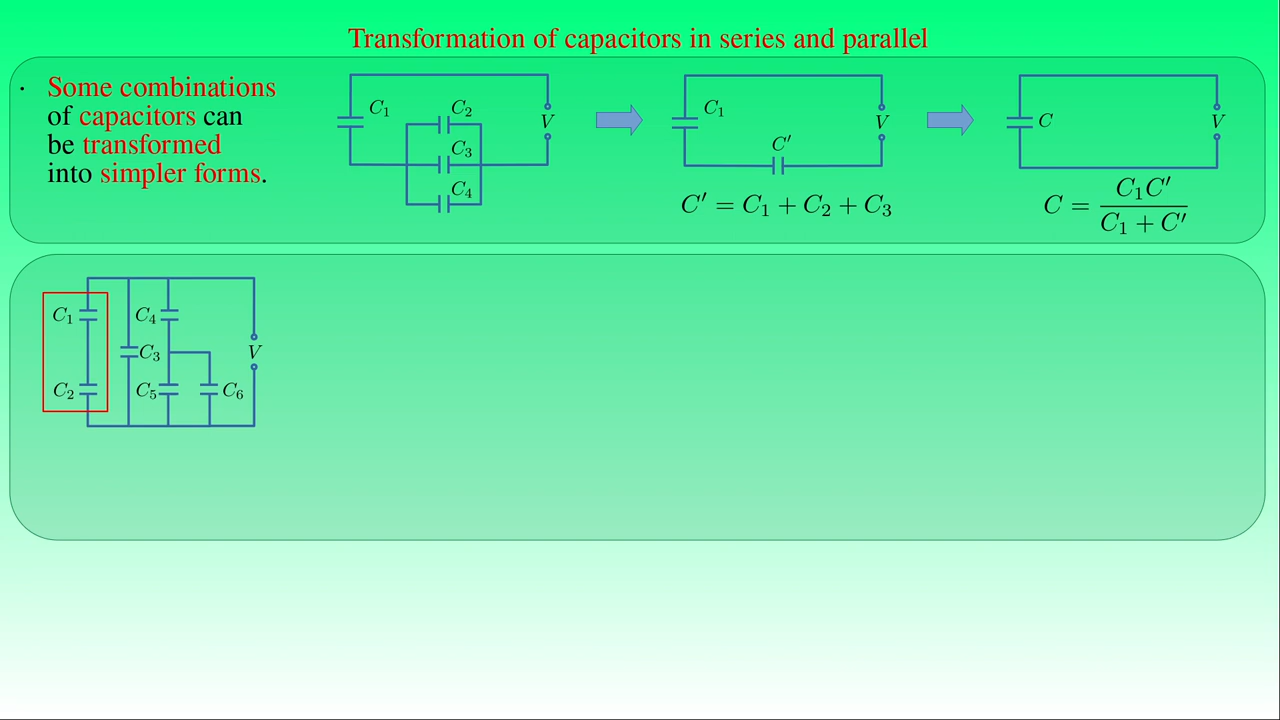 Transformation of capacitors in series and parallel
· Some combinations
of capacitors can
be transformed
into simpler forms.
C₁
C₂
C₃
C₄
V
C₁
C′
V
C′ = C₁ + C₂ + C₃
C
V
C = C₁C′ / C₁ + C′
C₁
C₂
C₃
C₄
C₅
C₆
V